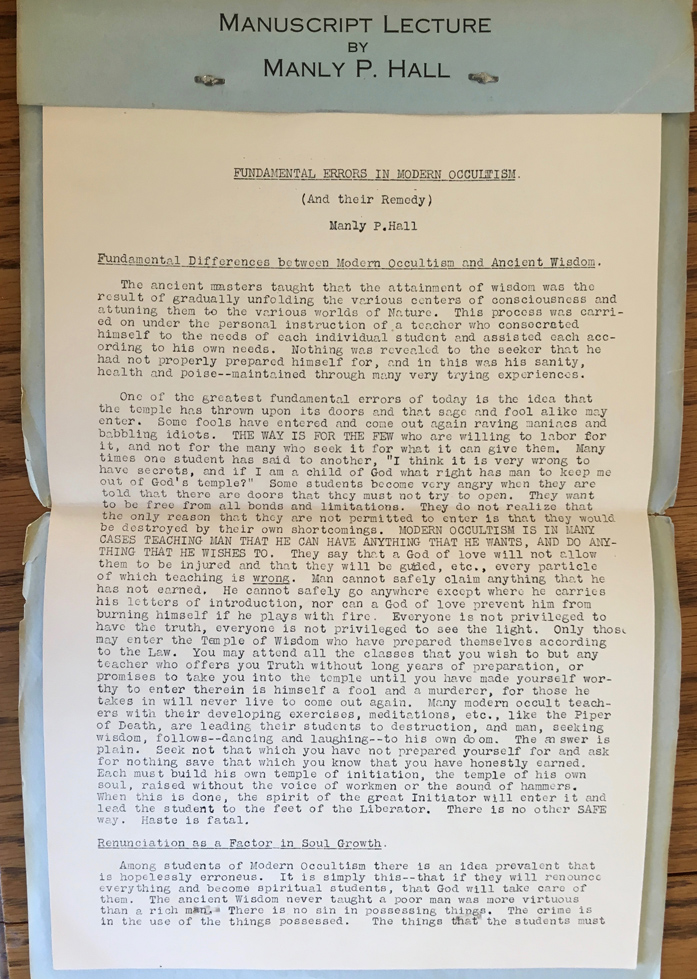 MANUSCRIPT LECTURE
BY
MANLY P. HALL
FUNDAMENTAL ERRORS IN MODERN OCCULTISM.
(And their Remedy)
Manly P.Hall
Fundamental Differences between Modern Occultism and Ancient Wisdom.
The ancient masters taught that the attainment of wisdom was the
result of gradually unfolding the various centers of consciousness and
attuning them to the various worlds of Nature. This process was carri-
ed on under the personal instruction of a teacher who consecrated
himself to the needs of each individual student and assisted each acc-
ording to his own needs. Nothing was revealed to the seeker that he
had not properly prepared himself for, and in this was his sanity,
health and poise--maintained through many very trying experiences.
One of the greatest fundamental errors of today is the idea that
the temple has thrown upon its doors and that sage and fool alike may
enter. Some fools have entered and come out again raving maniacs and
babbling idiots. THE WAY IS FOR THE FEW who are willing to labor for
it, and not for the many who seek it for what it can give them. Many
times one student has said to another, "I think it is very wrong to
have secrets, and if I am a child of God what right has man to keep me
out of God's temple?" Some students become very angry when they are
told that there are doors that they must not try to open. They want
to be free from all bonds and limitations. They do not realize that
the only reason that they are not permitted to enter is that they would
be destroyed by their own shortcomings. MODERN OCCULTISM IS IN MANY
CASES TEACHING MAN THAT HE CAN HAVE ANYTHING THAT HE WANTS, AND DO ANY-
THING THAT HE WISHES TO. They say that a God of love will not allow
them to be injured and that they will be guided, etc., every particle
of which teaching is wrong. Man cannot safely claim anything that he
has not earned. He cannot safely go anywhere except where he carries
his letters of introduction, nor can a God of love prevent him from
burning himself if he plays with fire. Everyone is not privileged to
have the truth, everyone is not privileged to see the light. Only those
may enter the Temple of Wisdom who have prepared themselves according
to the Law. You may attend all the classes that you wish to but any
teacher who offers you Truth without long years of preparation, or
promises to take you into the temple until you have made yourself wor-
thy to enter therein is himself a fool and a murderer, for those he
takes in will never live to come out again. Many modern occult teach-
ers with their developing exercises, meditations, etc., like the Piper
of Death, are leading their students to destruction, and man, seeking
wisdom, follows--dancing and laughing--to his own doom. The answer is
plain. Seek not that which you have not prepared yourself for and ask
for nothing save that which you know that you have honestly earned.
Each must build his own temple of initiation, the temple of his own
soul, raised without the voice of workmen or the sound of hammers.
When this is done, the spirit of the great Initiator will enter it and
lead the student to the feet of the Liberator. There is no other SAFE
way. Haste is fatal.
Renunciation as a Factor in Soul Growth.
Among students of Modern Occultism there is an idea prevalent that
is hopelessly erroneus. It is simply this--that if they will renounce
everything and become spiritual students, that God will take care of
them. The ancient Wisdom never taught a poor man was more virtuous
than a rich man. There is no sin in possessing things. The crime is
in the use of the things possessed. The things that the students must